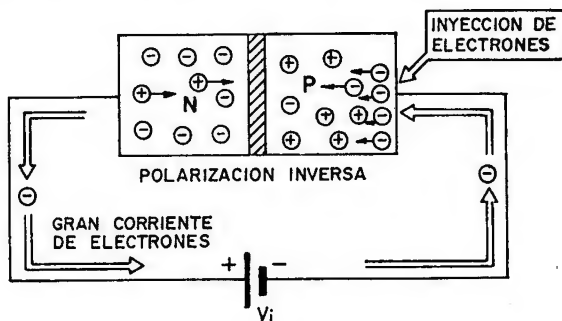 INYECCION DE
ELECTRONES
N
P
POLARIZACION INVERSA
GRAN CORRIENTE
DE ELECTRONES
+ -
Vi